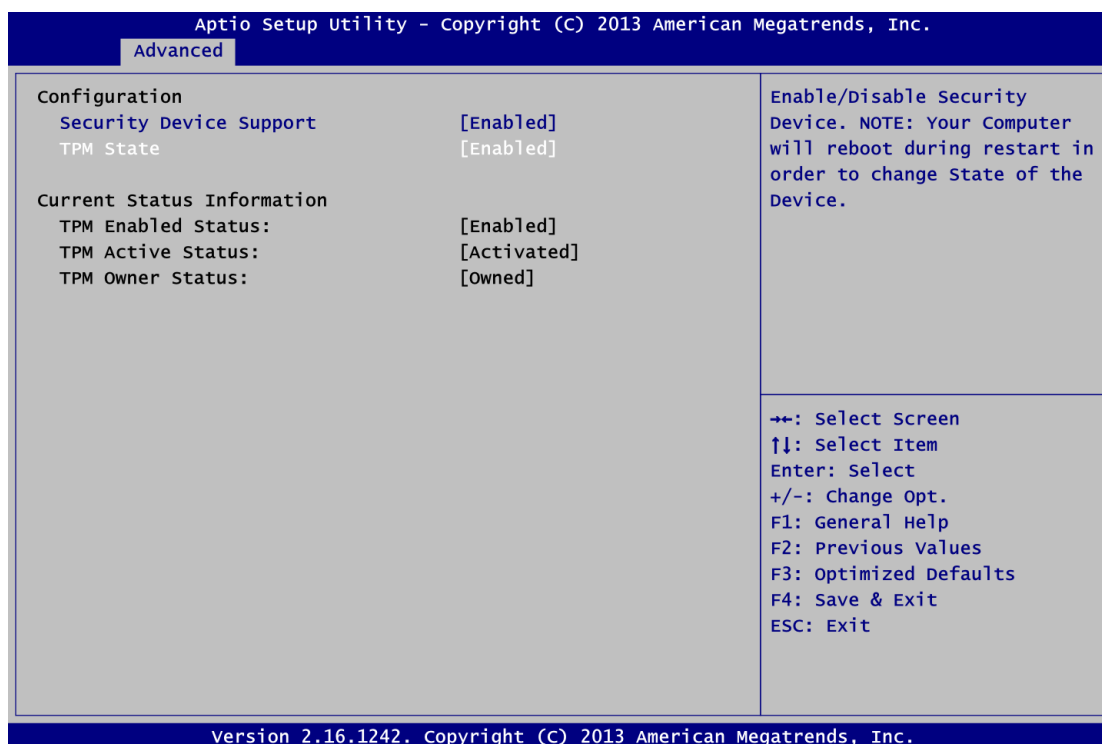 Aptio Setup Utility - Copyright (C) 2013 American Megatrends, Inc.
Advanced
Configuration
Security Device Support [Enabled]
TPM State [Enabled]
Current Status Information
TPM Enabled Status: [Enabled]
TPM Active Status: [Activated]
TPM Owner Status: [Owned]
Enable/Disable Security
Device. NOTE: Your Computer
will reboot during restart in
order to change State of the
Device.
→←: Select Screen
↑↓: Select Item
Enter: Select
+/-: Change Opt.
F1: General Help
F2: Previous Values
F3: Optimized Defaults
F4: Save & Exit
ESC: Exit
Version 2.16.1242. Copyright (C) 2013 American Megatrends, Inc.